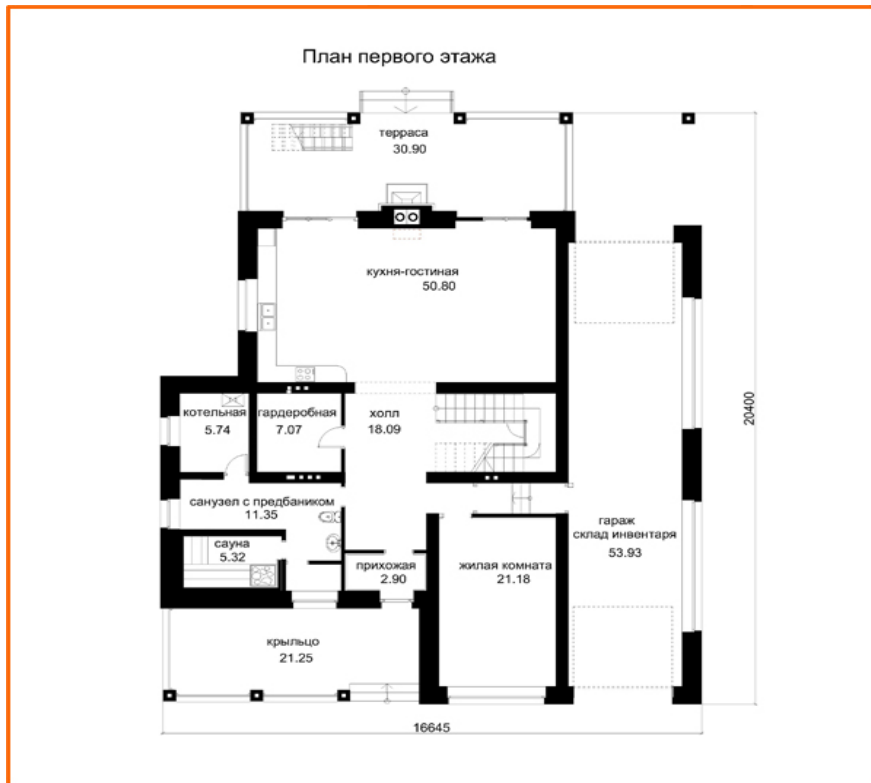 План первого этажа
терраса
30.90
кухня-гостиная
50.80
котельная
5.74
гардеробная
7.07
холл
18.09
20400
санузел с предбаником
11.35
гараж
склад инвентаря
53.93
сауна
5.32
прихожая
2.90
жилая комната
21.18
крыльцо
21.25
16645